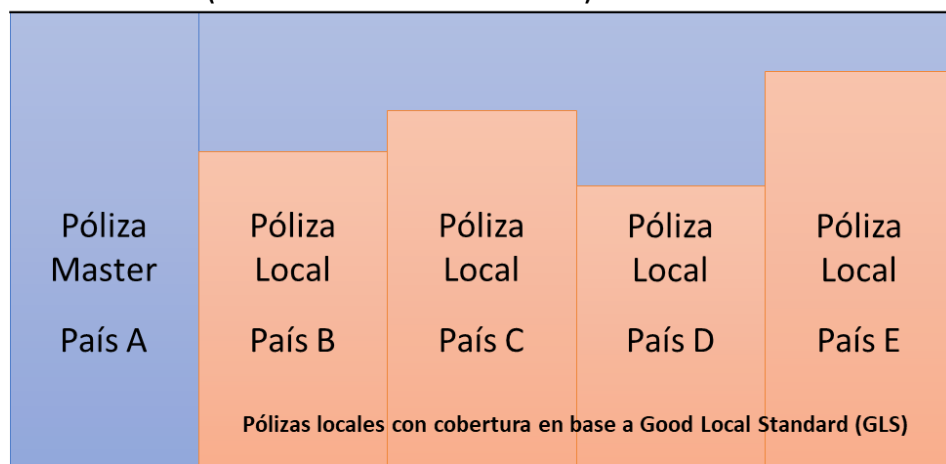 Póliza
Master
País A
Póliza
Local
País B
Póliza
Local
País C
Póliza
Local
País D
Póliza
Local
País E
Pólizas locales con cobertura en base a Good Local Standard (GLS)